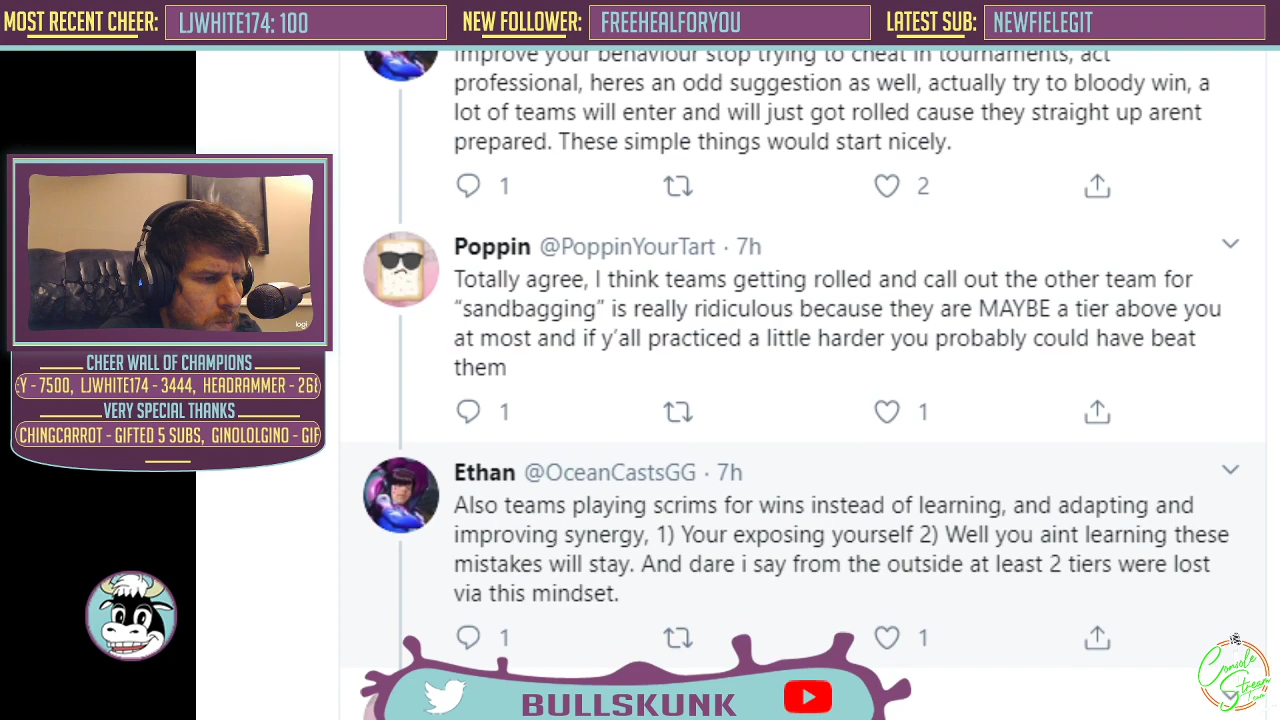 MOST RECENT CHEER: LJWHITE174: 100 NEW FOLLOWER: FREEHEALFORYOU LATEST SUB: NEWFIELEGIT
improve your behaviour stop trying to cheat in tournaments, act
professional, heres an odd suggestion as well, actually try to bloody win, a
lot of teams will enter and will just got rolled cause they straight up arent
prepared. These simple things would start nicely.
1 2
Poppin @PoppinYourTart · 7h
Totally agree, I think teams getting rolled and call out the other team for
“sandbagging” is really ridiculous because they are MAYBE a tier above you
at most and if y’all practiced a little harder you probably could have beat
them
1 1
Ethan @OceanCastsGG · 7h
Also teams playing scrims for wins instead of learning, and adapting and
improving synergy, 1) Your exposing yourself 2) Well you aint learning these
mistakes will stay. And dare i say from the outside at least 2 tiers were lost
via this mindset.
1 1
logi
CHEER WALL OF CHAMPIONS
Y - 7500, LJWHITE174 - 3444, HEADRAMMER - 268
VERY SPECIAL THANKS
CHINGCARROT - GIFTED 5 SUBS, GINOLOLGINO - GIF
BULLSKUNK
Console
Stream
.com